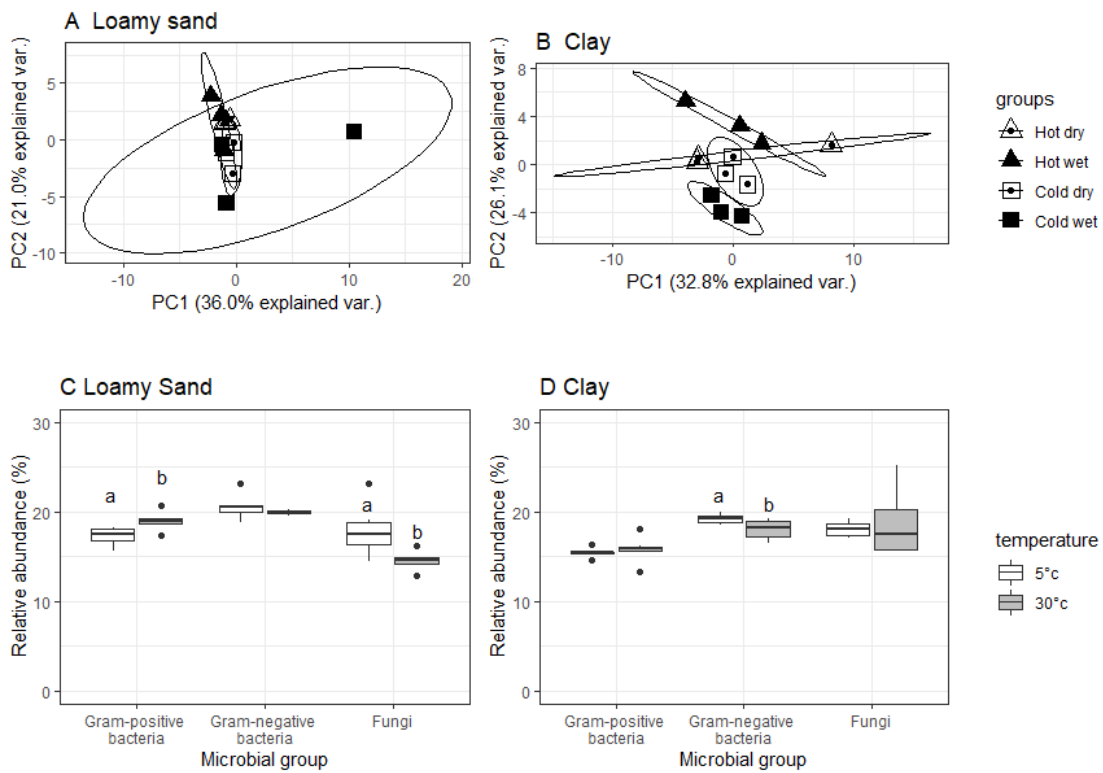 A Loamy sand
PC2 (21.0% explained var.)
5
0
-5
-10
-10
0
10
20
PC1 (36.0% explained var.)
B Clay
PC2 (26.1% explained var.)
8
4
0
-4
-10
0
10
PC1 (32.8% explained var.)
groups
Hot dry
Hot wet
Cold dry
Cold wet
C Loamy Sand
Relative abundance (%)
30
20
10
0
a
b
a
b
Gram-positive
bacteria
Gram-negative
bacteria
Fungi
Microbial group
D Clay
Relative abundance (%)
30
20
10
0
a
b
Gram-positive
bacteria
Gram-negative
bacteria
Fungi
Microbial group
temperature
5°c
30°c